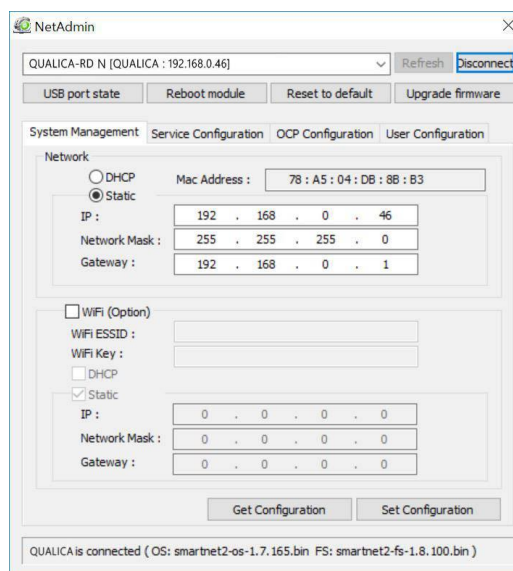 NetAdmin
QUALICA-RD N [QUALICA : 192.168.0.46] Refresh Disconnect
USB port state Reboot module Reset to default Upgrade firmware
System Management Service Configuration OCP Configuration User Configuration
Network
DHCP Mac Address : 78 : A5 : 04 : DB : 8B : B3
Static
IP : 192 . 168 . 0 . 46
Network Mask : 255 . 255 . 255 . 0
Gateway : 192 . 168 . 0 . 1
WiFi (Option)
WiFi ESSID :
WiFi Key :
DHCP
Static
IP : 0 . 0 . 0 . 0
Network Mask : 0 . 0 . 0 . 0
Gateway : 0 . 0 . 0 . 0
Get Configuration Set Configuration
QUALICA is connected ( OS: smartnet2-os-1.7.165.bin FS: smartnet2-fs-1.8.100.bin )